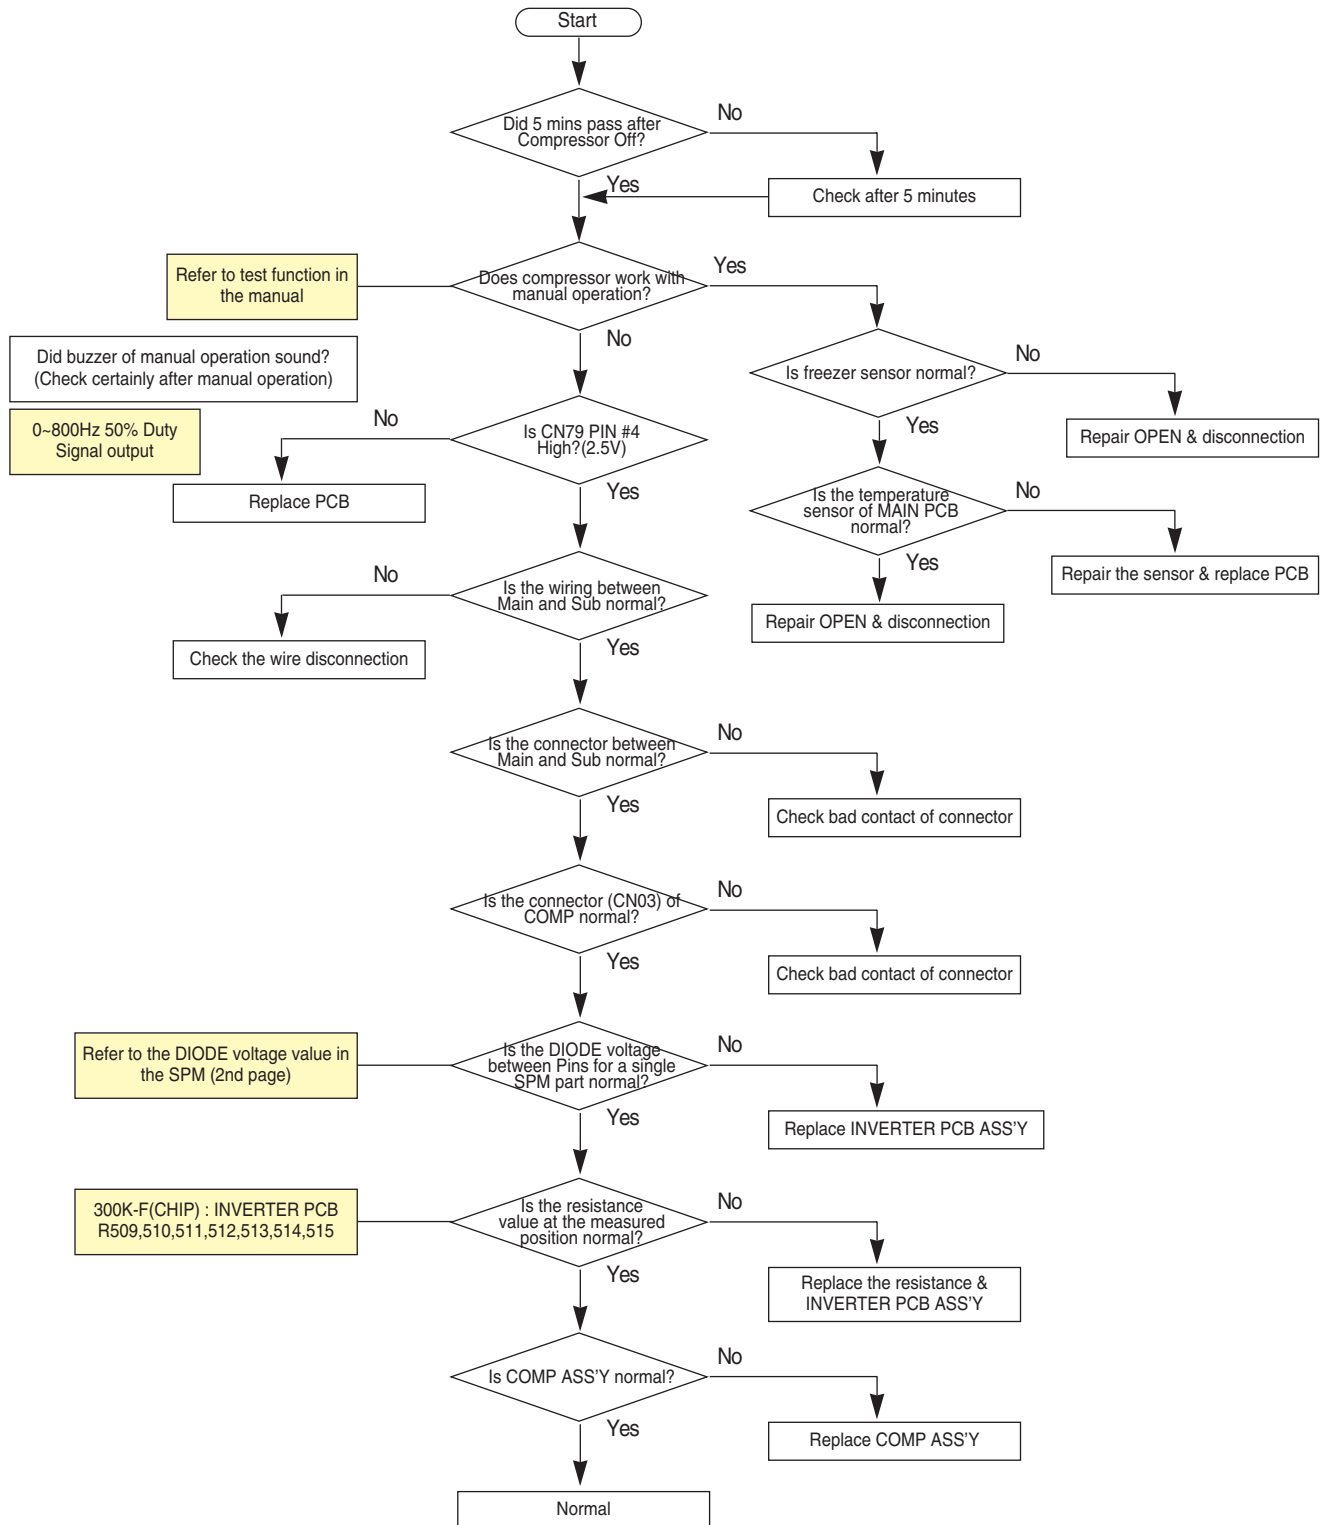 Start
Did 5 mins pass after
Compressor Off?
No
Yes
Check after 5 minutes
Refer to test function in
the manual
Does compressor work with
manual operation?
Yes
No
Did buzzer of manual operation sound?
(Check certainly after manual operation)
Is freezer sensor normal?
No
Yes
Repair OPEN & disconnection
0~800Hz 50% Duty
Signal output
No
Is CN79 PIN #4
High?(2.5V)
Yes
Replace PCB
Is the temperature
sensor of MAIN PCB
normal?
No
Yes
Repair the sensor & replace PCB
Repair OPEN & disconnection
No
Is the wiring between
Main and Sub normal?
Yes
Check the wire disconnection
Is the connector between
Main and Sub normal?
No
Yes
Check bad contact of connector
Is the connector (CN03) of
COMP normal?
No
Yes
Check bad contact of connector
Refer to the DIODE voltage value in
the SPM (2nd page)
Is the DIODE voltage
between Pins for a single
SPM part normal?
No
Yes
Replace INVERTER PCB ASS'Y
300K-F(CHIP) : INVERTER PCB
R509,510,511,512,513,514,515
Is the resistance
value at the measured
position normal?
No
Yes
Replace the resistance &
INVERTER PCB ASS'Y
Is COMP ASS'Y normal?
No
Yes
Replace COMP ASS'Y
Normal